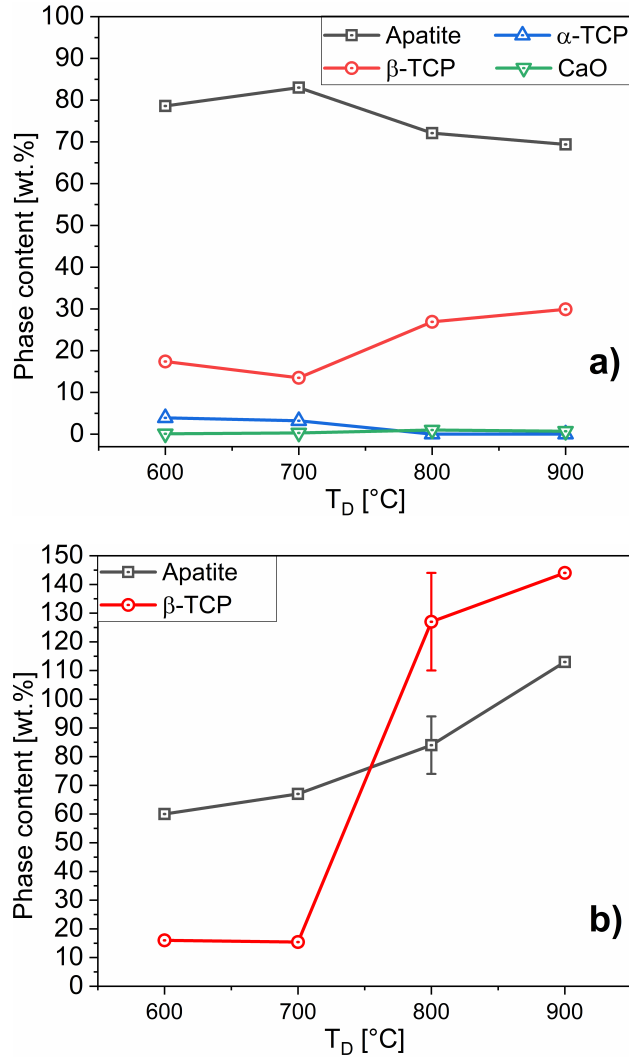 100
90
80
70
60
50
40
30
20
10
0
Phase content [wt.%]
Apatite
α-TCP
β-TCP
CaO
a)
600 700 800 900
T_D [°C]
150
140
130
120
110
100
90
80
70
60
50
40
30
20
10
0
Phase content [wt.%]
Apatite
β-TCP
b)
600 700 800 900
T_D [°C]